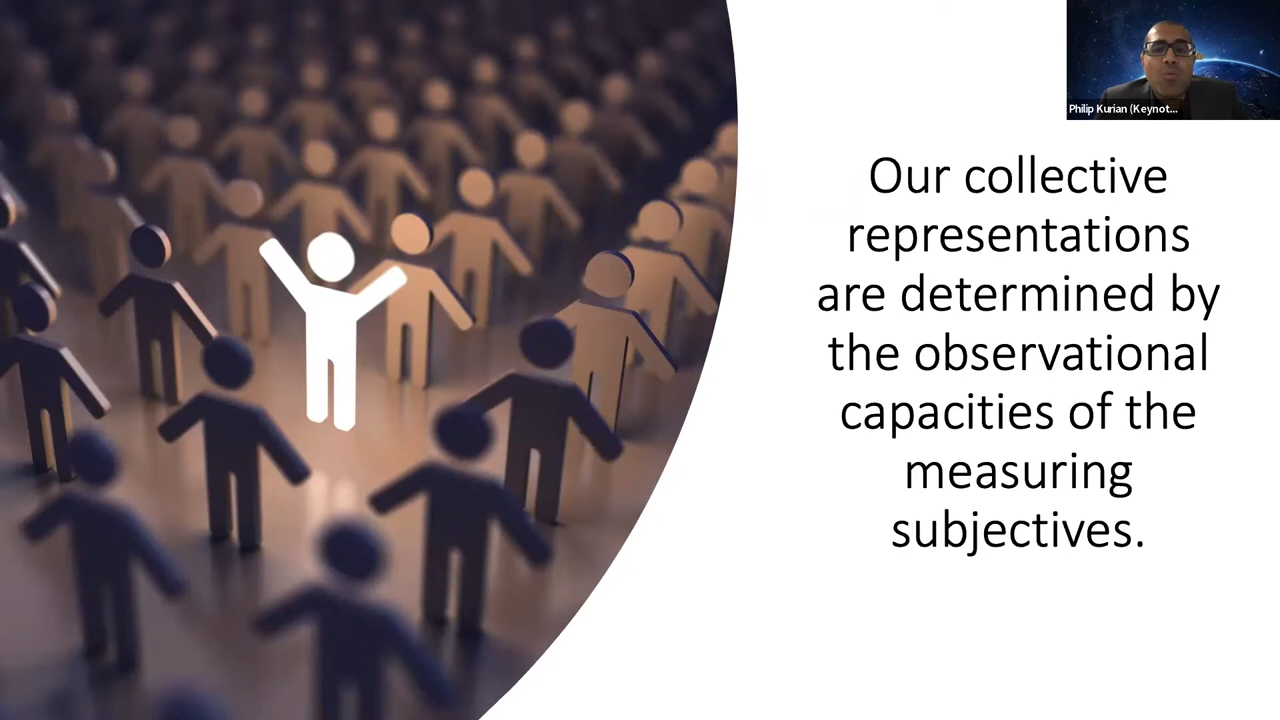 Philip Kurian (Keynot...
Our collective
representations
are determined by
the observational
capacities of the
measuring
subjectives.